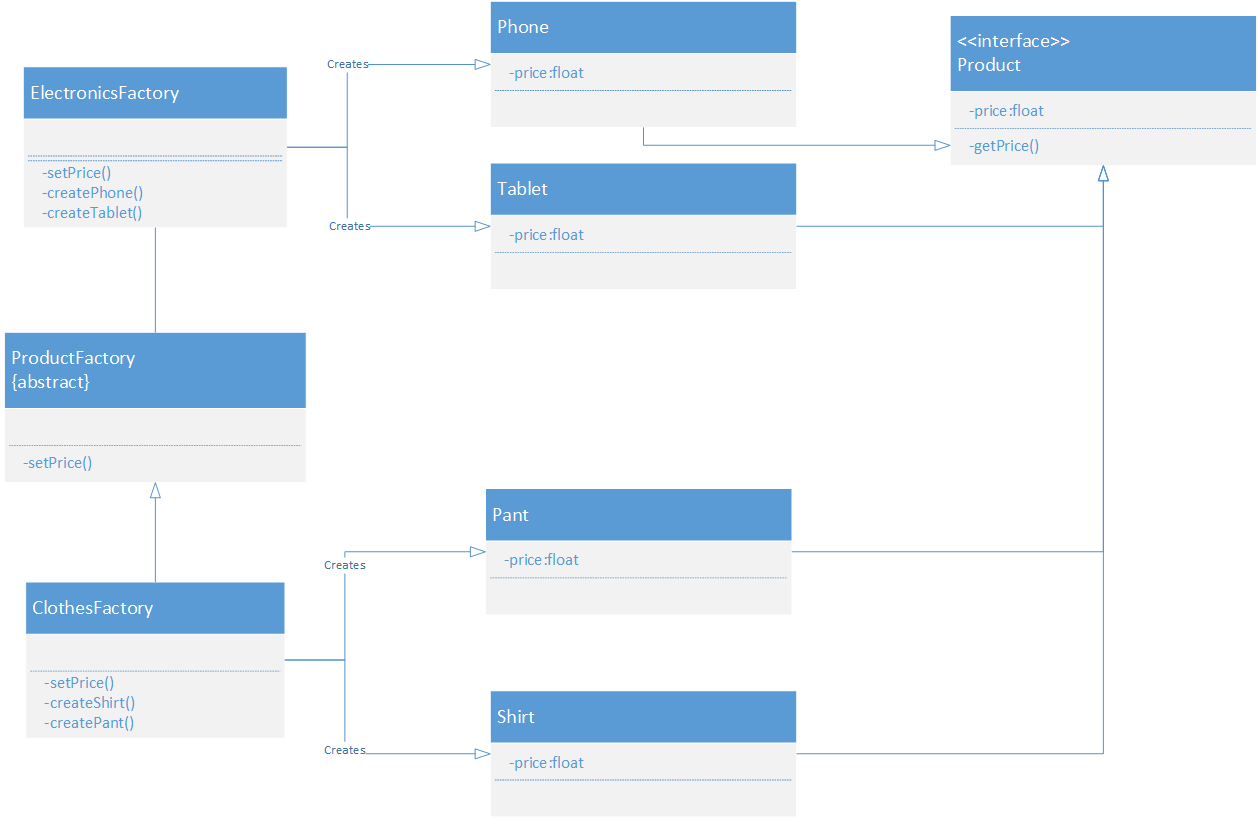 Phone
-price:float
<<interface>>
Product
-price:float
-getPrice()
Creates
ElectronicsFactory
-setPrice()
-createPhone()
-createTablet()
Tablet
-price:float
Creates
ProductFactory
{abstract}
-setPrice()
Pant
-price:float
Creates
ClothesFactory
-setPrice()
-createShirt()
-createPant()
Shirt
-price:float
Creates